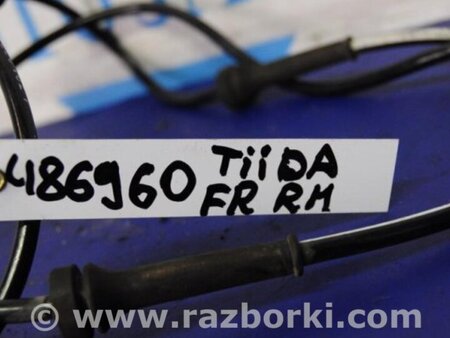 486960 TiiDA
FR RM
© www.razborki.com